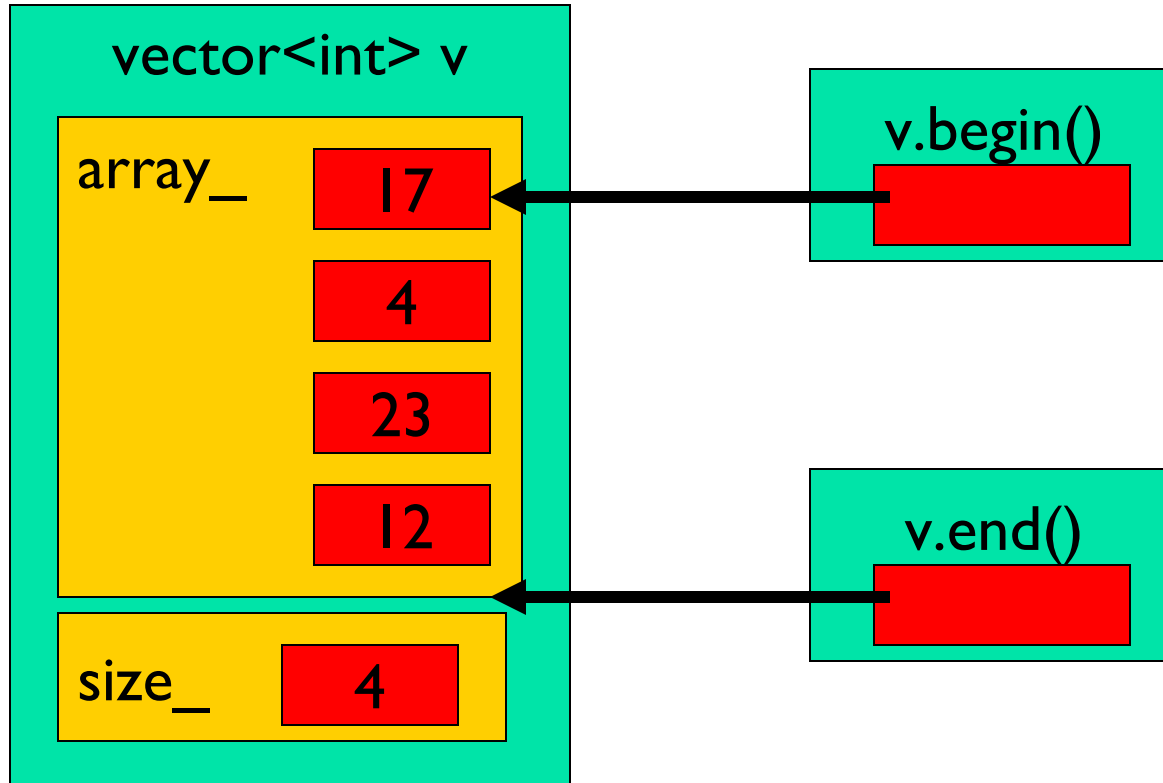 vector<int> v
array_
17
4
23
12
size_
4
v.begin()
v.end()